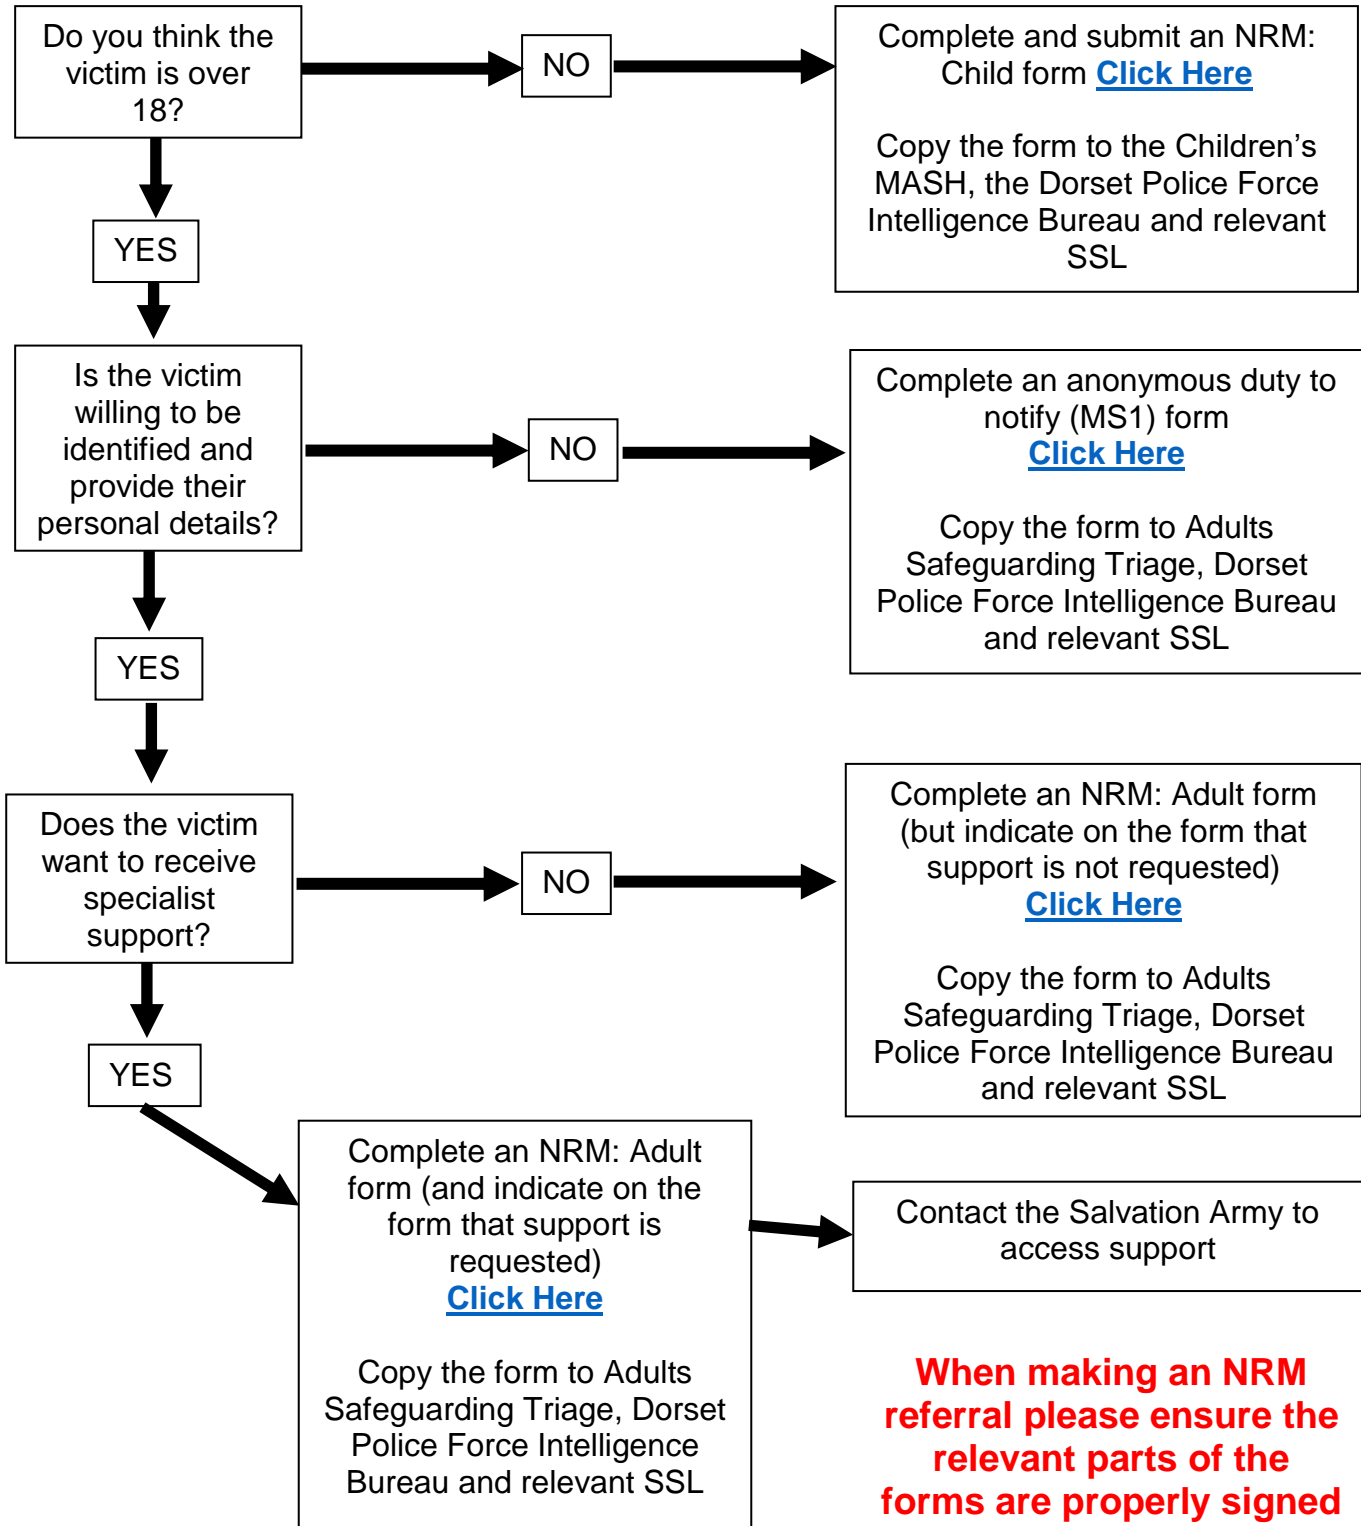 Do you think the
victim is over
18?
NO
Complete and submit an NRM:
Child form Click Here
Copy the form to the Children’s
MASH, the Dorset Police Force
Intelligence Bureau and relevant
SSL
YES
Is the victim
willing to be
identified and
provide their
personal details?
NO
Complete an anonymous duty to
notify (MS1) form
Click Here
Copy the form to Adults
Safeguarding Triage, Dorset
Police Force Intelligence Bureau
and relevant SSL
YES
Does the victim
want to receive
specialist
support?
NO
Complete an NRM: Adult form
(but indicate on the form that
support is not requested)
Click Here
Copy the form to Adults
Safeguarding Triage, Dorset
Police Force Intelligence Bureau
and relevant SSL
YES
Complete an NRM: Adult
form (and indicate on the
form that support is
requested)
Click Here
Copy the form to Adults
Safeguarding Triage, Dorset
Police Force Intelligence
Bureau and relevant SSL
Contact the Salvation Army to
access support
When making an NRM
referral please ensure the
relevant parts of the
forms are properly signed